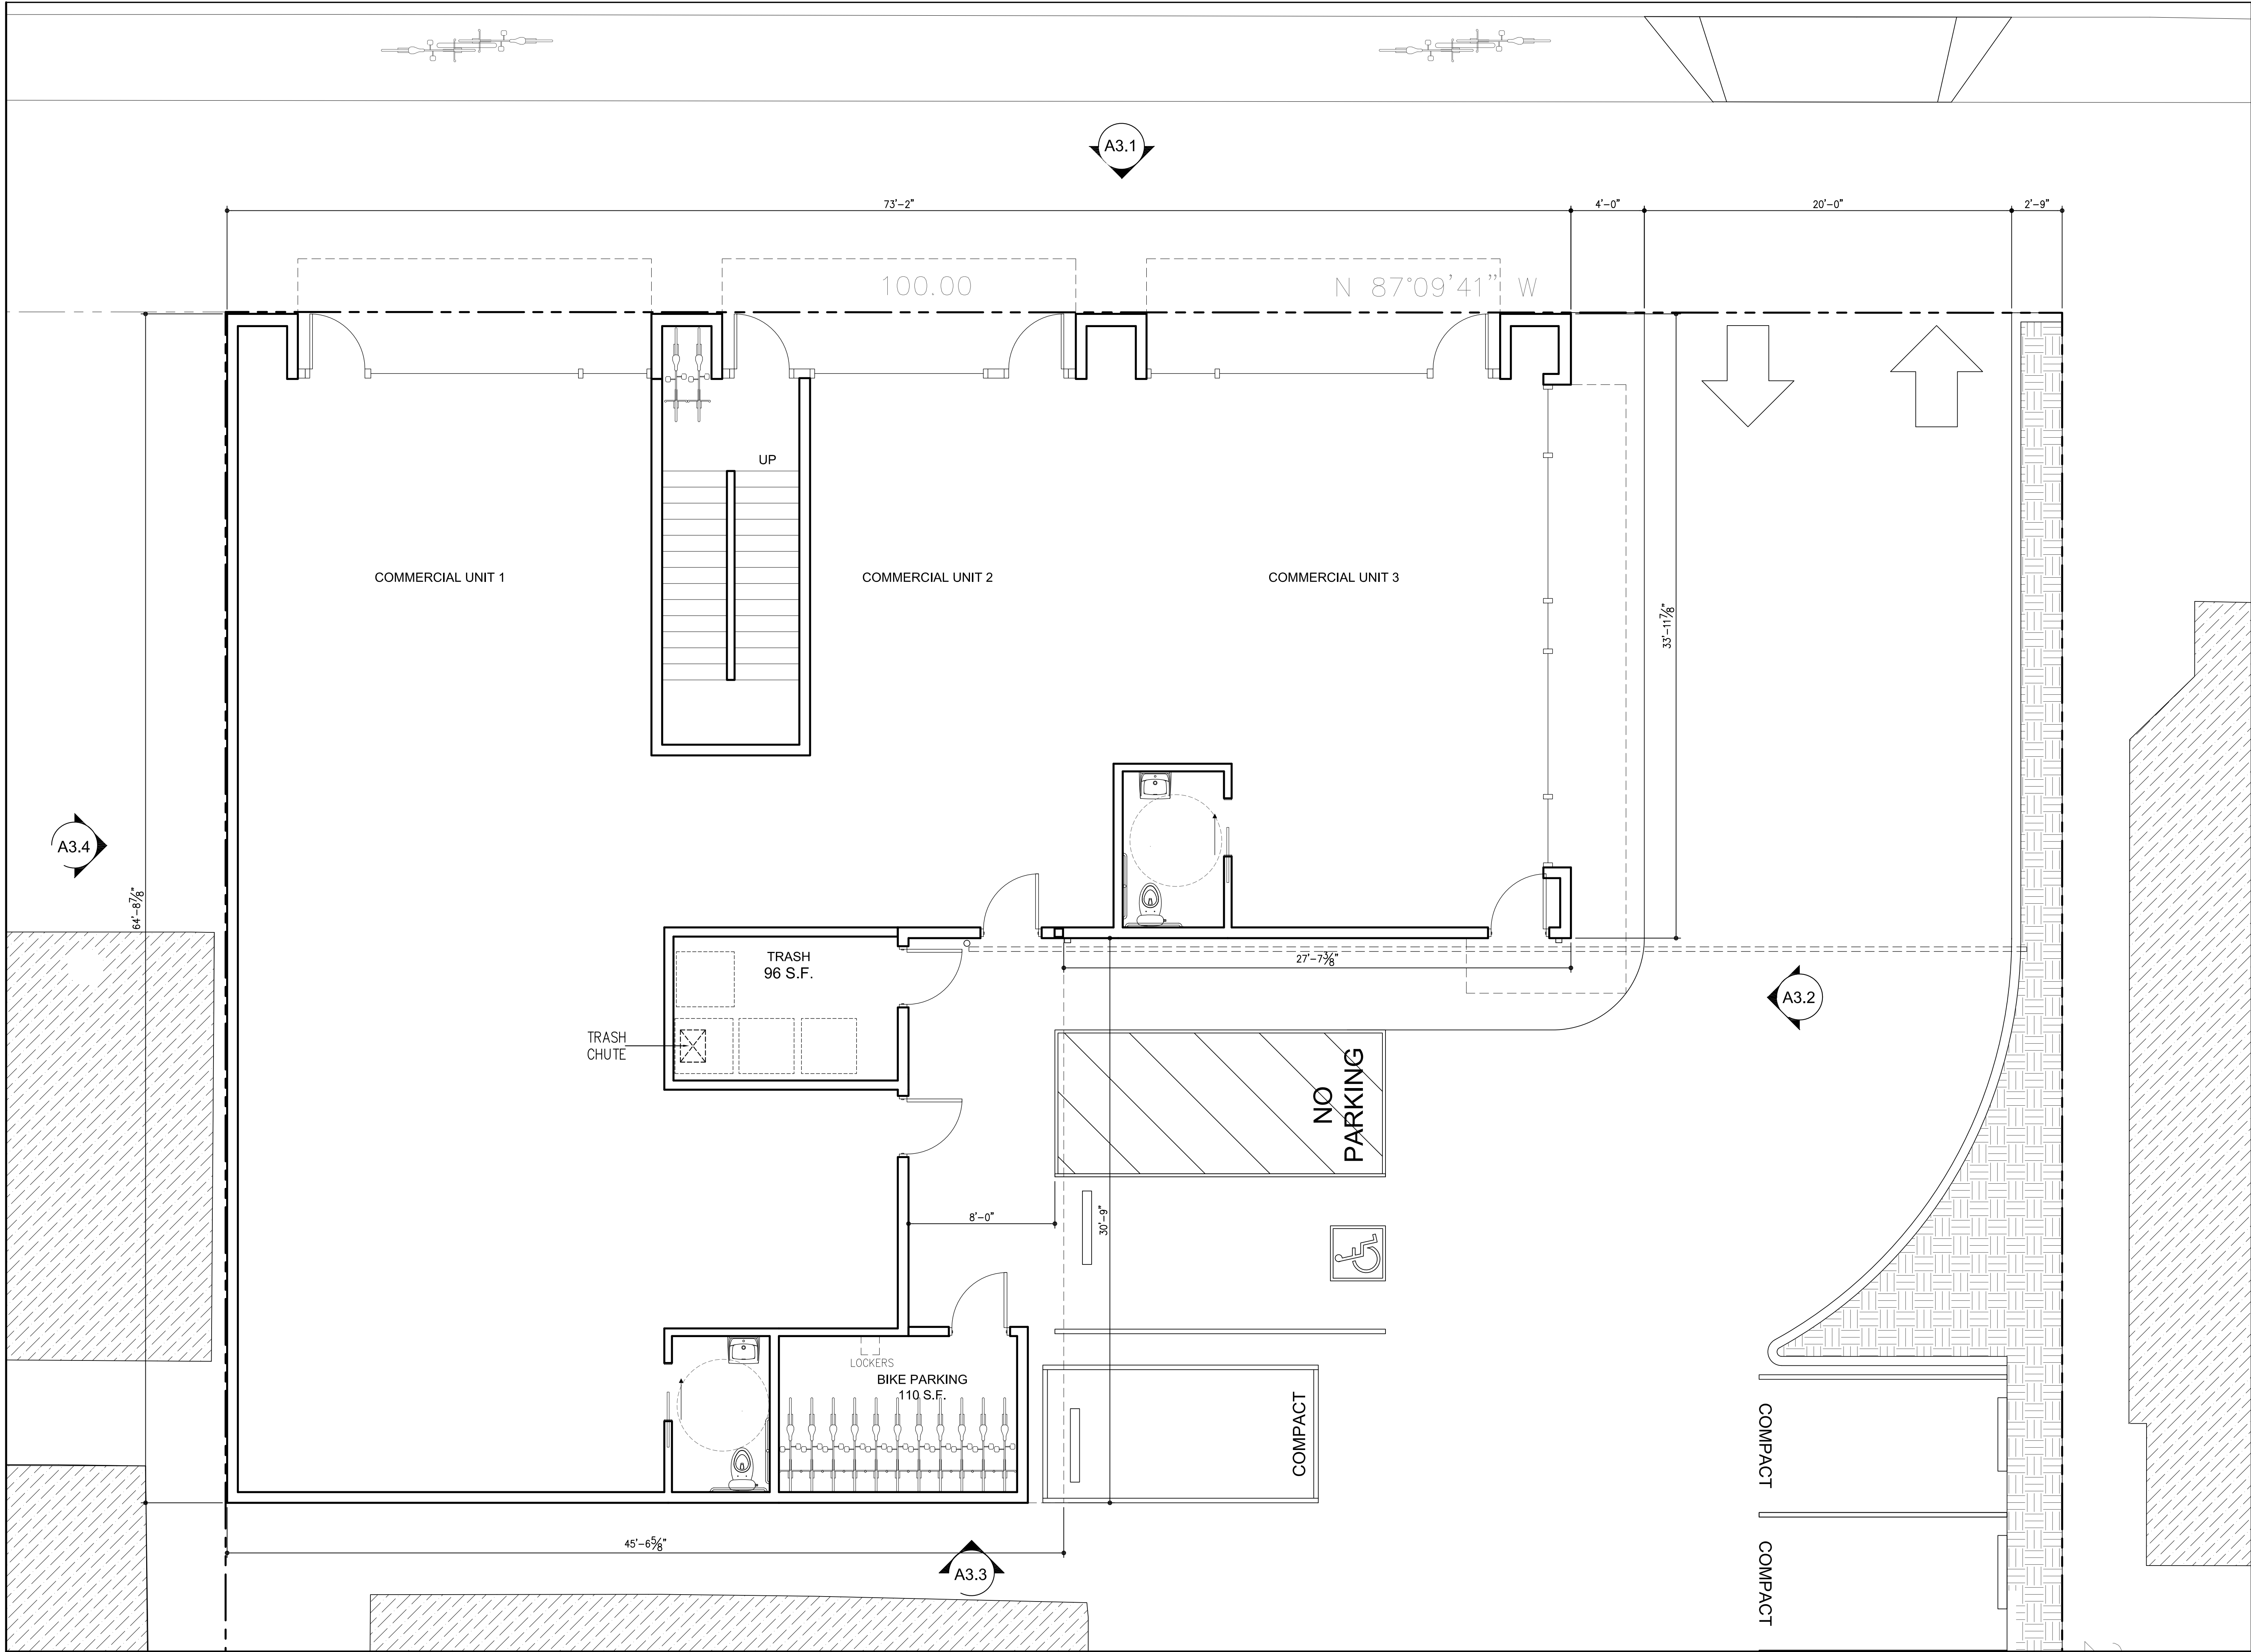 A3.1
73'-2"
4'-0"
20'-0"
2'-9"
100.00
N 87°09'41" W
UP
COMMERCIAL UNIT 1
COMMERCIAL UNIT 2
COMMERCIAL UNIT 3
33'-11⅞"
A3.4
64'-8⅞"
TRASH
96 S.F.
27'-7⅜"
A3.2
TRASH
CHUTE
NO
PARKING
8'-0"
30'-9"
LOCKERS
BIKE PARKING
110 S.F.
COMPACT
COMPACT
45'-6⅝"
A3.3
COMPACT